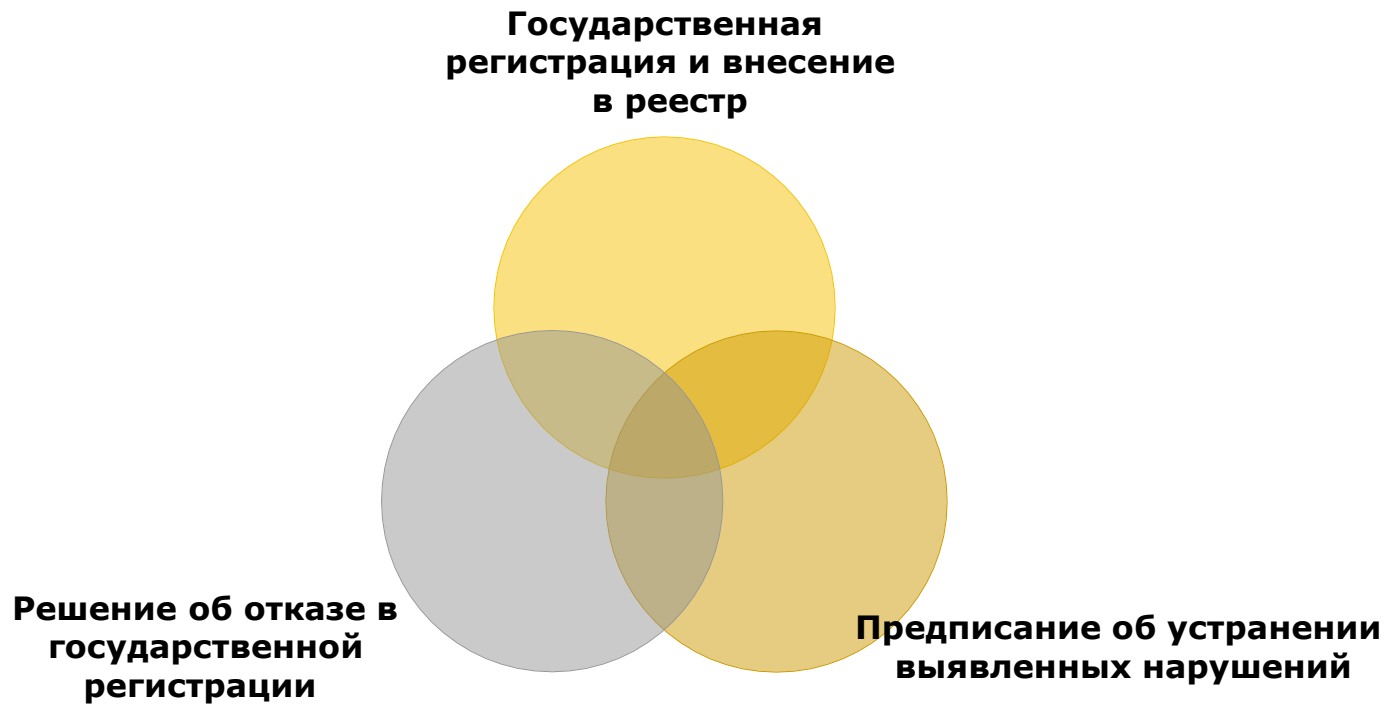 Государственная
регистрация и внесение
в реестр
Решение об отказе в
государственной
регистрации
Предписание об устранении
выявленных нарушений